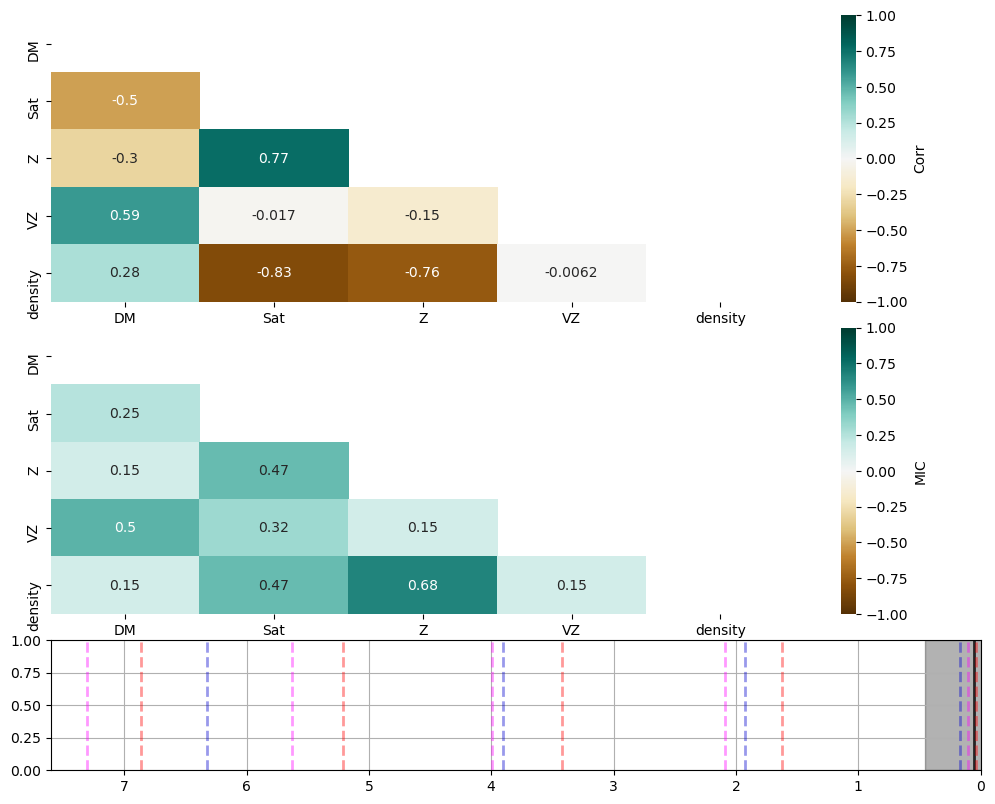 DM
Sat -0.5
Z -0.3 0.77
VZ 0.59 -0.017 -0.15
density 0.28 -0.83 -0.76 -0.0062
DM Sat Z VZ density
1.00
0.75
0.50
0.25
0.00
−0.25
−0.50
−0.75
−1.00
Corr
DM
Sat 0.25
Z 0.15 0.47
VZ 0.5 0.32 0.15
density 0.15 0.47 0.68 0.15
DM Sat Z VZ density
1.00
0.75
0.50
0.25
0.00
−0.25
−0.50
−0.75
−1.00
MIC
1.00
0.75
0.50
0.25
0.00
7 6 5 4 3 2 1 0